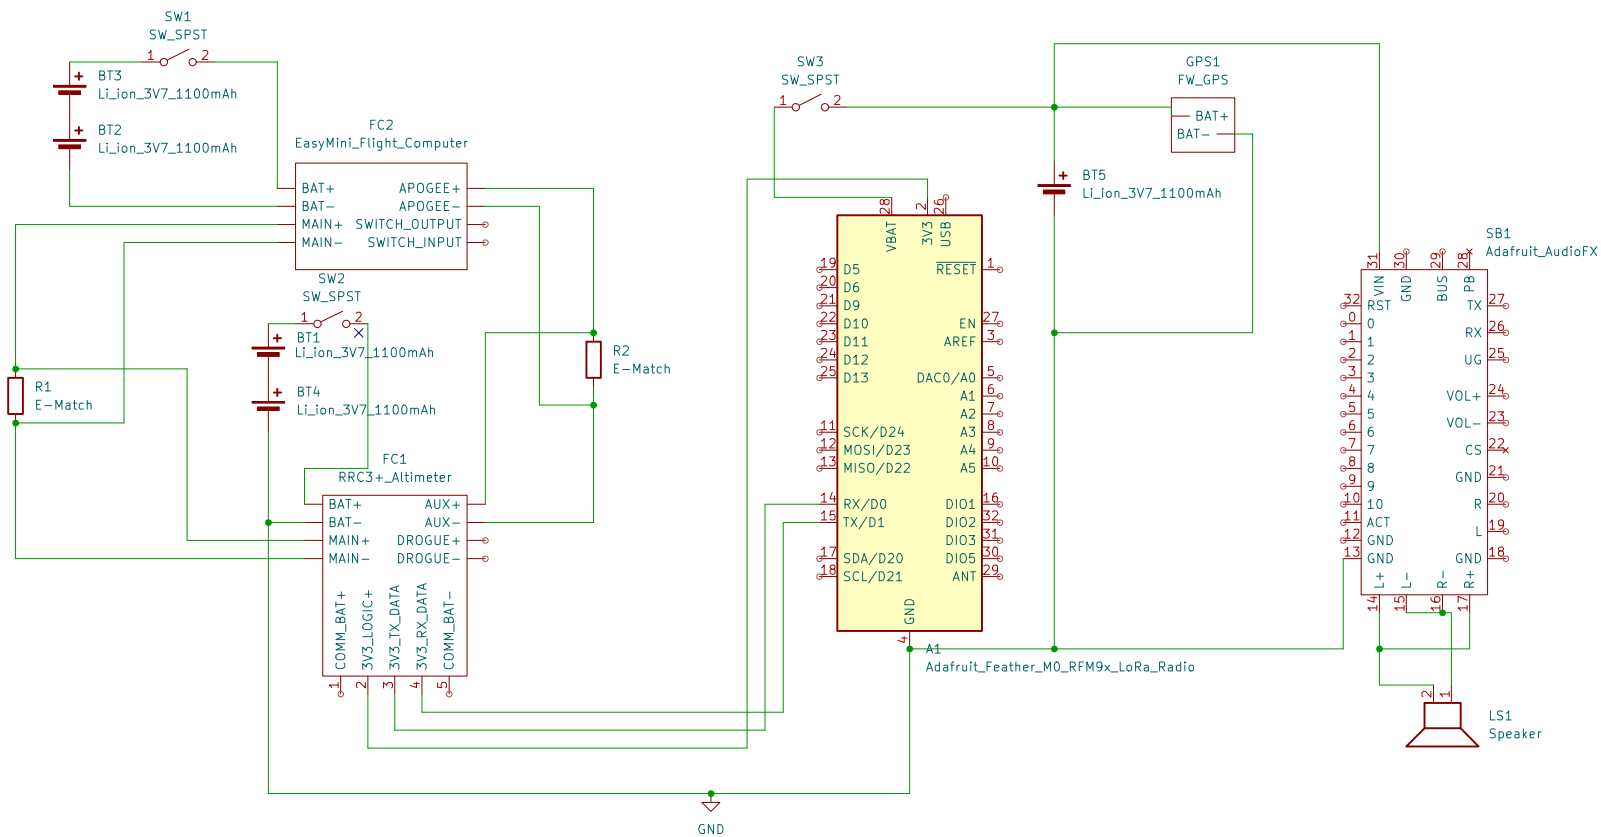 SW1
SW_SPST
1 2
BT3
Li_ion_3V7_1100mAh
BT2
Li_ion_3V7_1100mAh
FC2
EasyMini_Flight_Computer
BAT+ APOGEE+
BAT- APOGEE-
MAIN+ SWITCH_OUTPUT
MAIN- SWITCH_INPUT
SW2
SW_SPST
1 2
BT1
Li_ion_3V7_1100mAh
BT4
Li_ion_3V7_1100mAh
R1
E-Match
R2
E-Match
FC1
RRC3+_Altimeter
BAT+ AUX+
BAT- AUX-
MAIN+ DROGUE+
MAIN- DROGUE-
COMM_BAT+
3V3_LOGIC+
3V3_TX_DATA
3V3_RX_DATA
COMM_BAT-
1 2 3 4 5
GND
SW3
SW_SPST
1 2
GPS1
FW_GPS
BAT+
BAT-
BT5
Li_ion_3V7_1100mAh
28 2 26
VBAT 3V3 USB
19 D5 RESET 1
20 D6
21 D9
22 D10 EN 27
23 D11 AREF 3
24 D12
25 D13 DAC0/A0 5
A1 6
A2 7
11 SCK/D24 A3 8
12 MOSI/D23 A4 9
13 MISO/D22 A5 10
14 RX/D0 DIO1 16
15 TX/D1 DIO2 32
DIO3 31
17 SDA/D20 DIO5 30
18 SCL/D21 ANT 29
GND
4
A1
Adafruit_Feather_M0_RFM9x_LoRa_Radio
SB1
Adafruit_AudioFX
31 30 29 28
VIN GND BUS PB
32 RST TX 27
0 0 RX 26
1 1
2 2 UG 25
3 3
4 4 VOL+ 24
5 5 VOL- 23
6 6
7 7 CS 22
8 8 GND 21
9 9
10 10 R 20
11 ACT L 19
12 GND
13 GND GND 18
L+ L- R- R+
14 15 16 17
2 1
LS1
Speaker